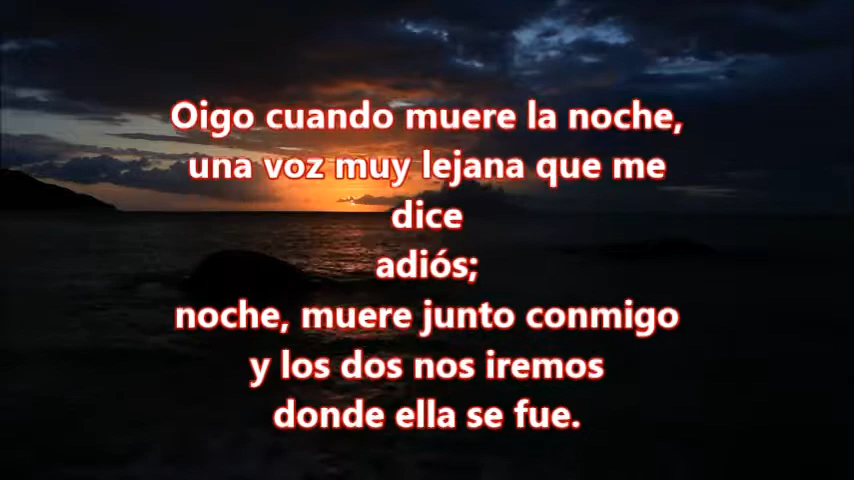 Oigo cuando muere la noche,
una voz muy lejana que me
dice
adiós;
noche, muere junto conmigo
y los dos nos iremos
donde ella se fue.